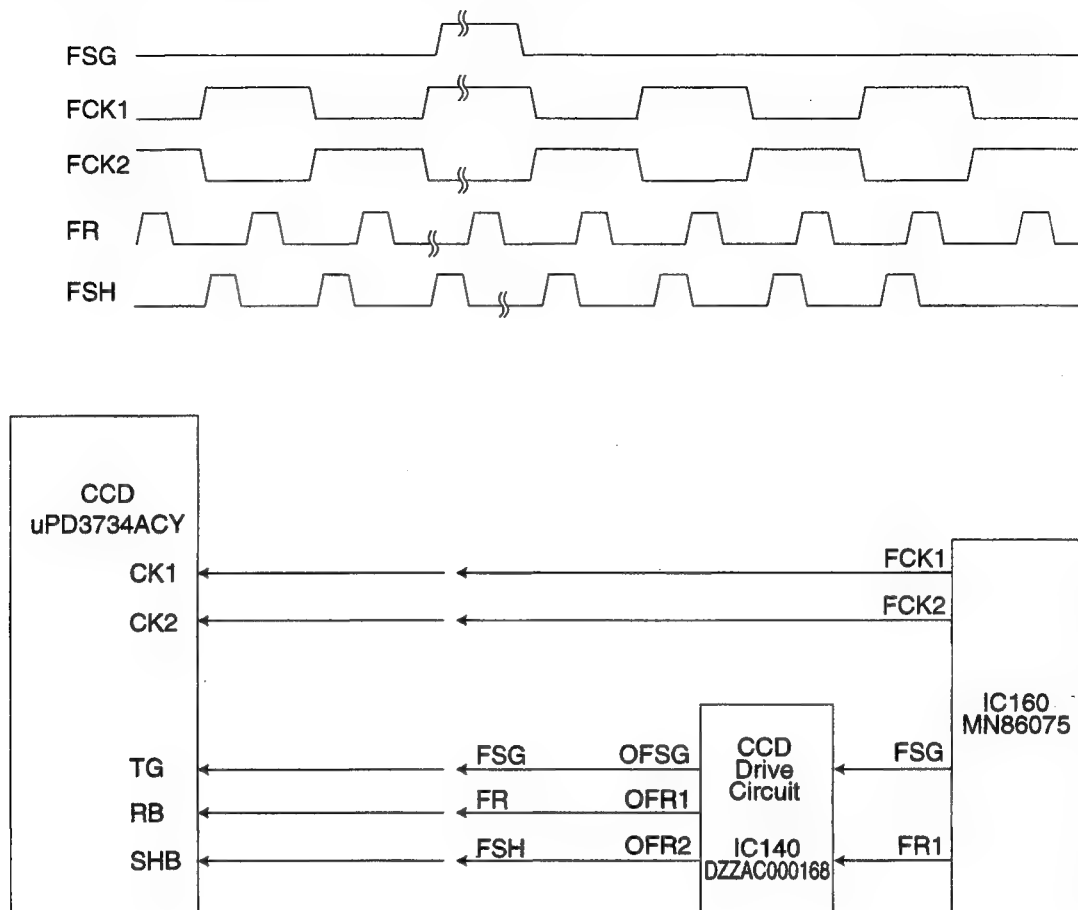 FSG
FCK1
FCK2
FR
FSH
CCD
uPD3734ACY
CK1
CK2
TG
RB
SHB
FCK1
FCK2
FSG
OFSG
FR
OFR1
FSH
OFR2
CCD
Drive
Circuit
IC140
DZZAC000168
FSG
FR1
IC160
MN86075